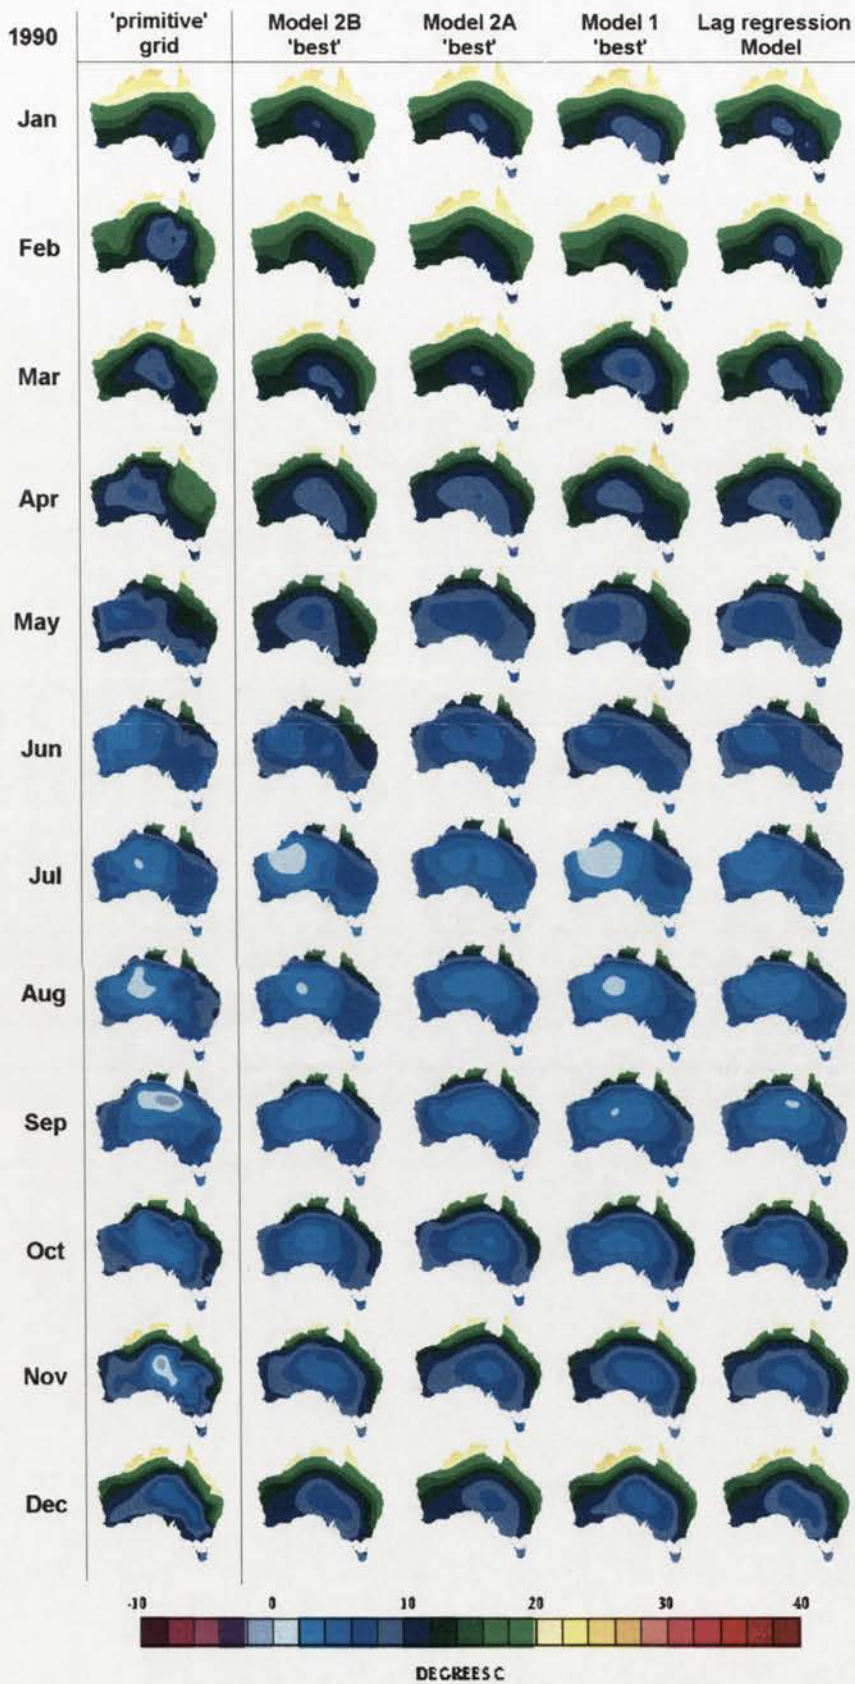 1990 'primitive' grid Model 2B 'best' Model 2A 'best' Model 1 'best' Lag regression Model
Jan
Feb
Mar
Apr
May
Jun
Jul
Aug
Sep
Oct
Nov
Dec
-10 0 10 20 30 40
DEGREES C